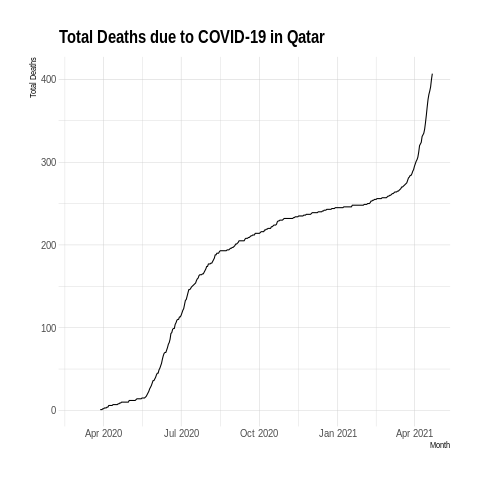 Total Deaths due to COVID-19 in Qatar
Total Deaths
400
300
200
100
0
Apr 2020 Jul 2020 Oct 2020 Jan 2021 Apr 2021
Month